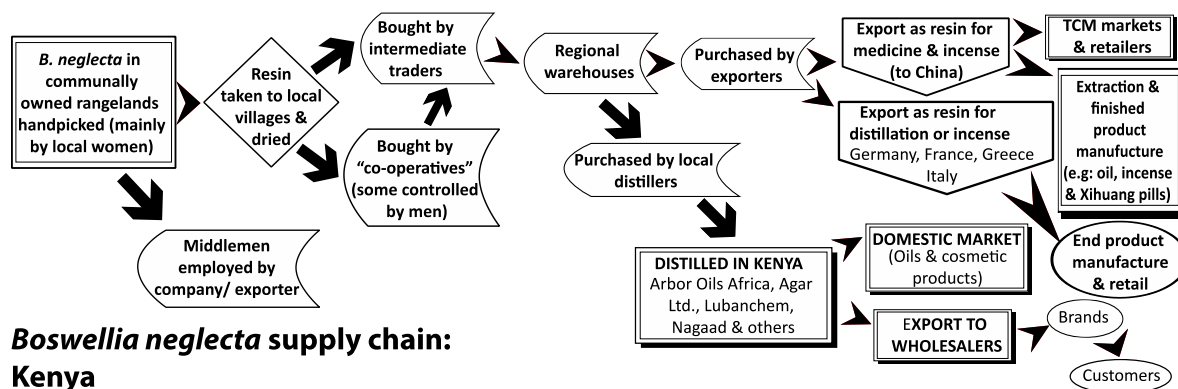 B. neglecta in
communally
owned rangelands
handpicked (mainly
by local women)
Resin
taken to local
villages &
dried
Bought by
intermediate
traders
Bought by
"co-operatives"
(some controlled
by men)
Middlemen
employed by
company/ exporter
Regional
warehouses
Purchased by
exporters
Purchased by local
distillers
Export as resin for
medicine & incense
(to China)
TCM markets
& retailers
Extraction &
finished
product
manufucture
(e.g: oil, incense
& Xihuang pills)
Export as resin for
distillation or incense
Germany, France, Greece
Italy
End product
manufacture
& retail
DISTILLED IN KENYA
Arbor Oils Africa, Agar
Ltd., Lubanchem,
Nagaad & others
DOMESTIC MARKET
(Oils & cosmetic
products)
EXPORT TO
WHOLESALERS
Brands
Customers
Boswellia neglecta supply chain:
Kenya